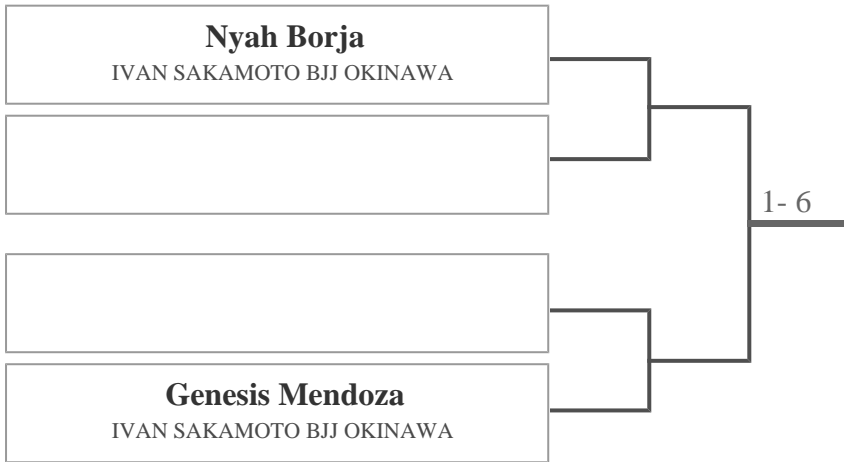 Nyah Borja
IVAN SAKAMOTO BJJ OKINAWA
1- 6
Genesis Mendoza
IVAN SAKAMOTO BJJ OKINAWA